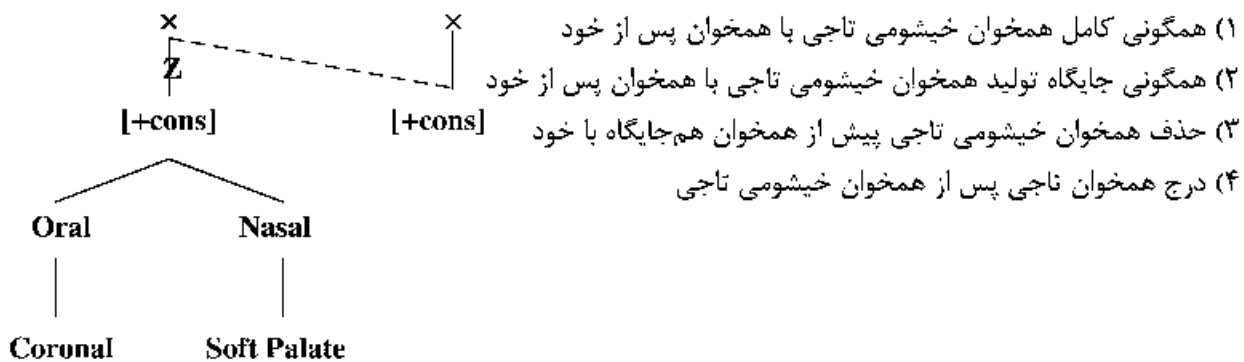 × ×
Z
[+cons] [+cons]
Oral Nasal
Coronal Soft Palate
۱) همگونی کامل همخوان خیشومی تاجی با همخوان پس از خود
۲) همگونی جایگاه تولید همخوان خیشومی تاجی با همخوان پس از خود
۳) حذف همخوان خیشومی تاجی پیش از همخوان هم‌جایگاه با خود
۴) درج همخوان تاجی پس از همخوان خیشومی تاجی